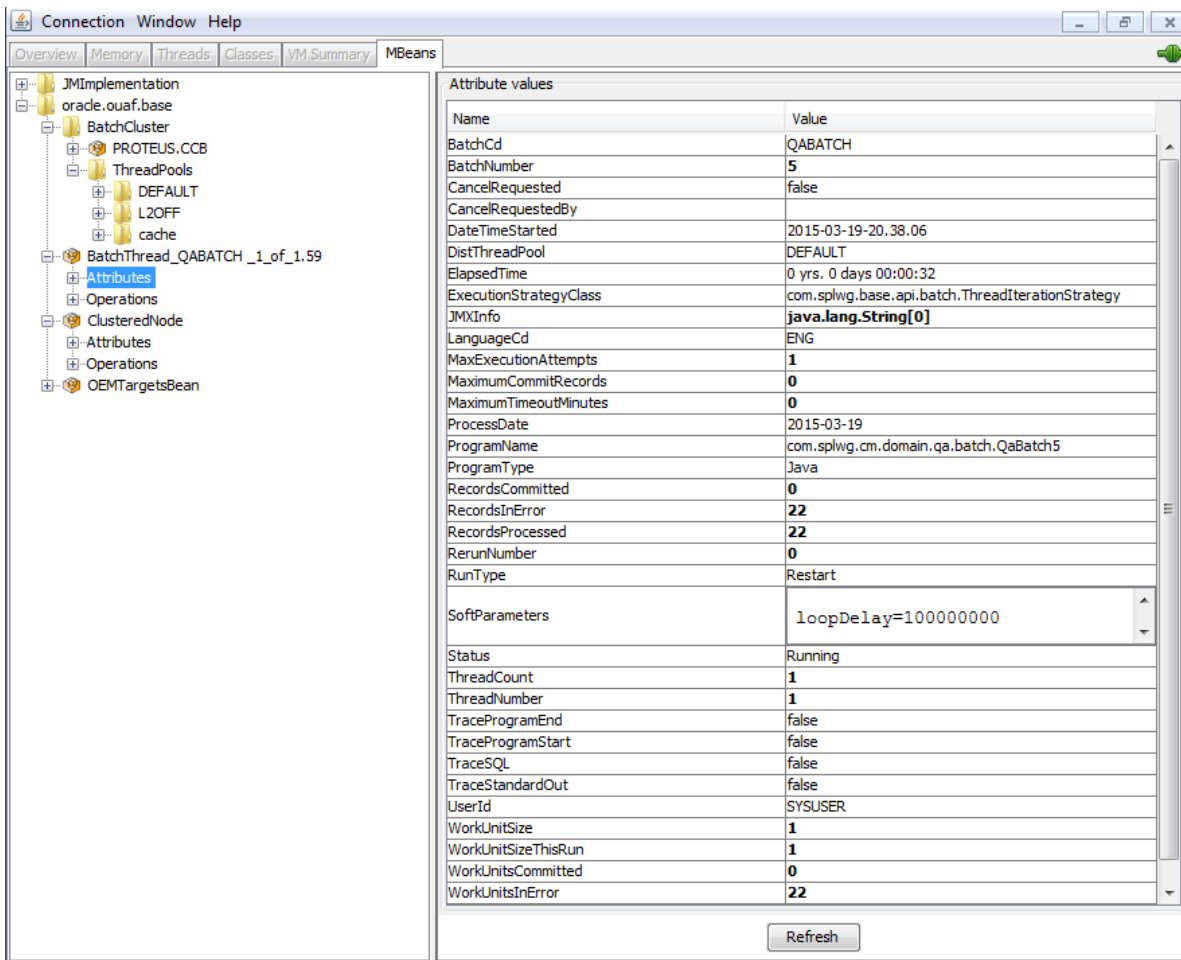 Connection Window Help
Overview Memory Threads Classes VM Summary MBeans
JMImplementation
oracle.ouaf.base
BatchCluster
PROTEUS.CCB
ThreadPools
DEFAULT
L2OFF
cache
BatchThread_QABATCH _1_of_1.59
Attributes
Operations
ClusteredNode
Attributes
Operations
OEMTargetsBean
Attribute values
Name Value
BatchCd QABATCH
BatchNumber 5
CancelRequested false
CancelRequestedBy
DateTimeStarted 2015-03-19-20.38.06
DistThreadPool DEFAULT
ElapsedTime 0 yrs. 0 days 00:00:32
ExecutionStrategyClass com.splwg.base.api.batch.ThreadIterationStrategy
JMXInfo java.lang.String[0]
LanguageCd ENG
MaxExecutionAttempts 1
MaximumCommitRecords 0
MaximumTimeoutMinutes 0
ProcessDate 2015-03-19
ProgramName com.splwg.cm.domain.qa.batch.QaBatch5
ProgramType Java
RecordsCommitted 0
RecordsInError 22
RecordsProcessed 22
RerunNumber 0
RunType Restart
SoftParameters loopDelay=100000000
Status Running
ThreadCount 1
ThreadNumber 1
TraceProgramEnd false
TraceProgramStart false
TraceSQL false
TraceStandardOut false
UserId SYSUSER
WorkUnitSize 1
WorkUnitSizeThisRun 1
WorkUnitsCommitted 0
WorkUnitsInError 22
Refresh